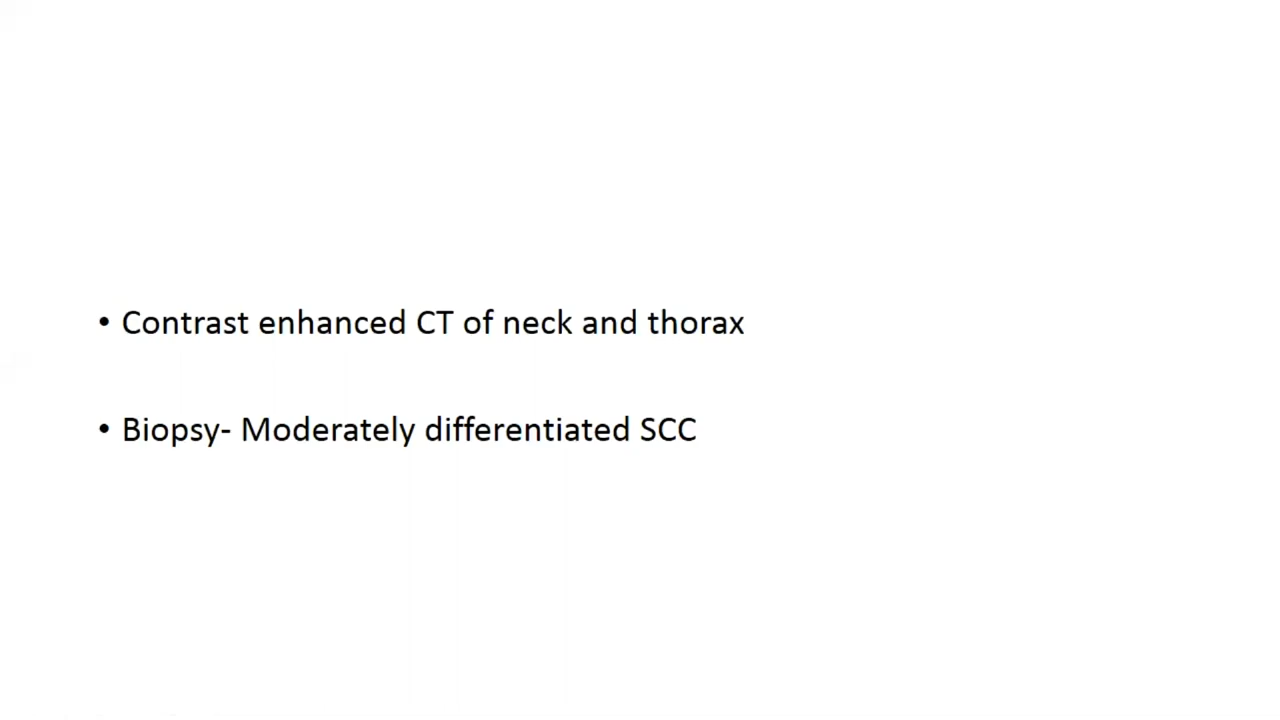 • Contrast enhanced CT of neck and thorax
• Biopsy- Moderately differentiated SCC